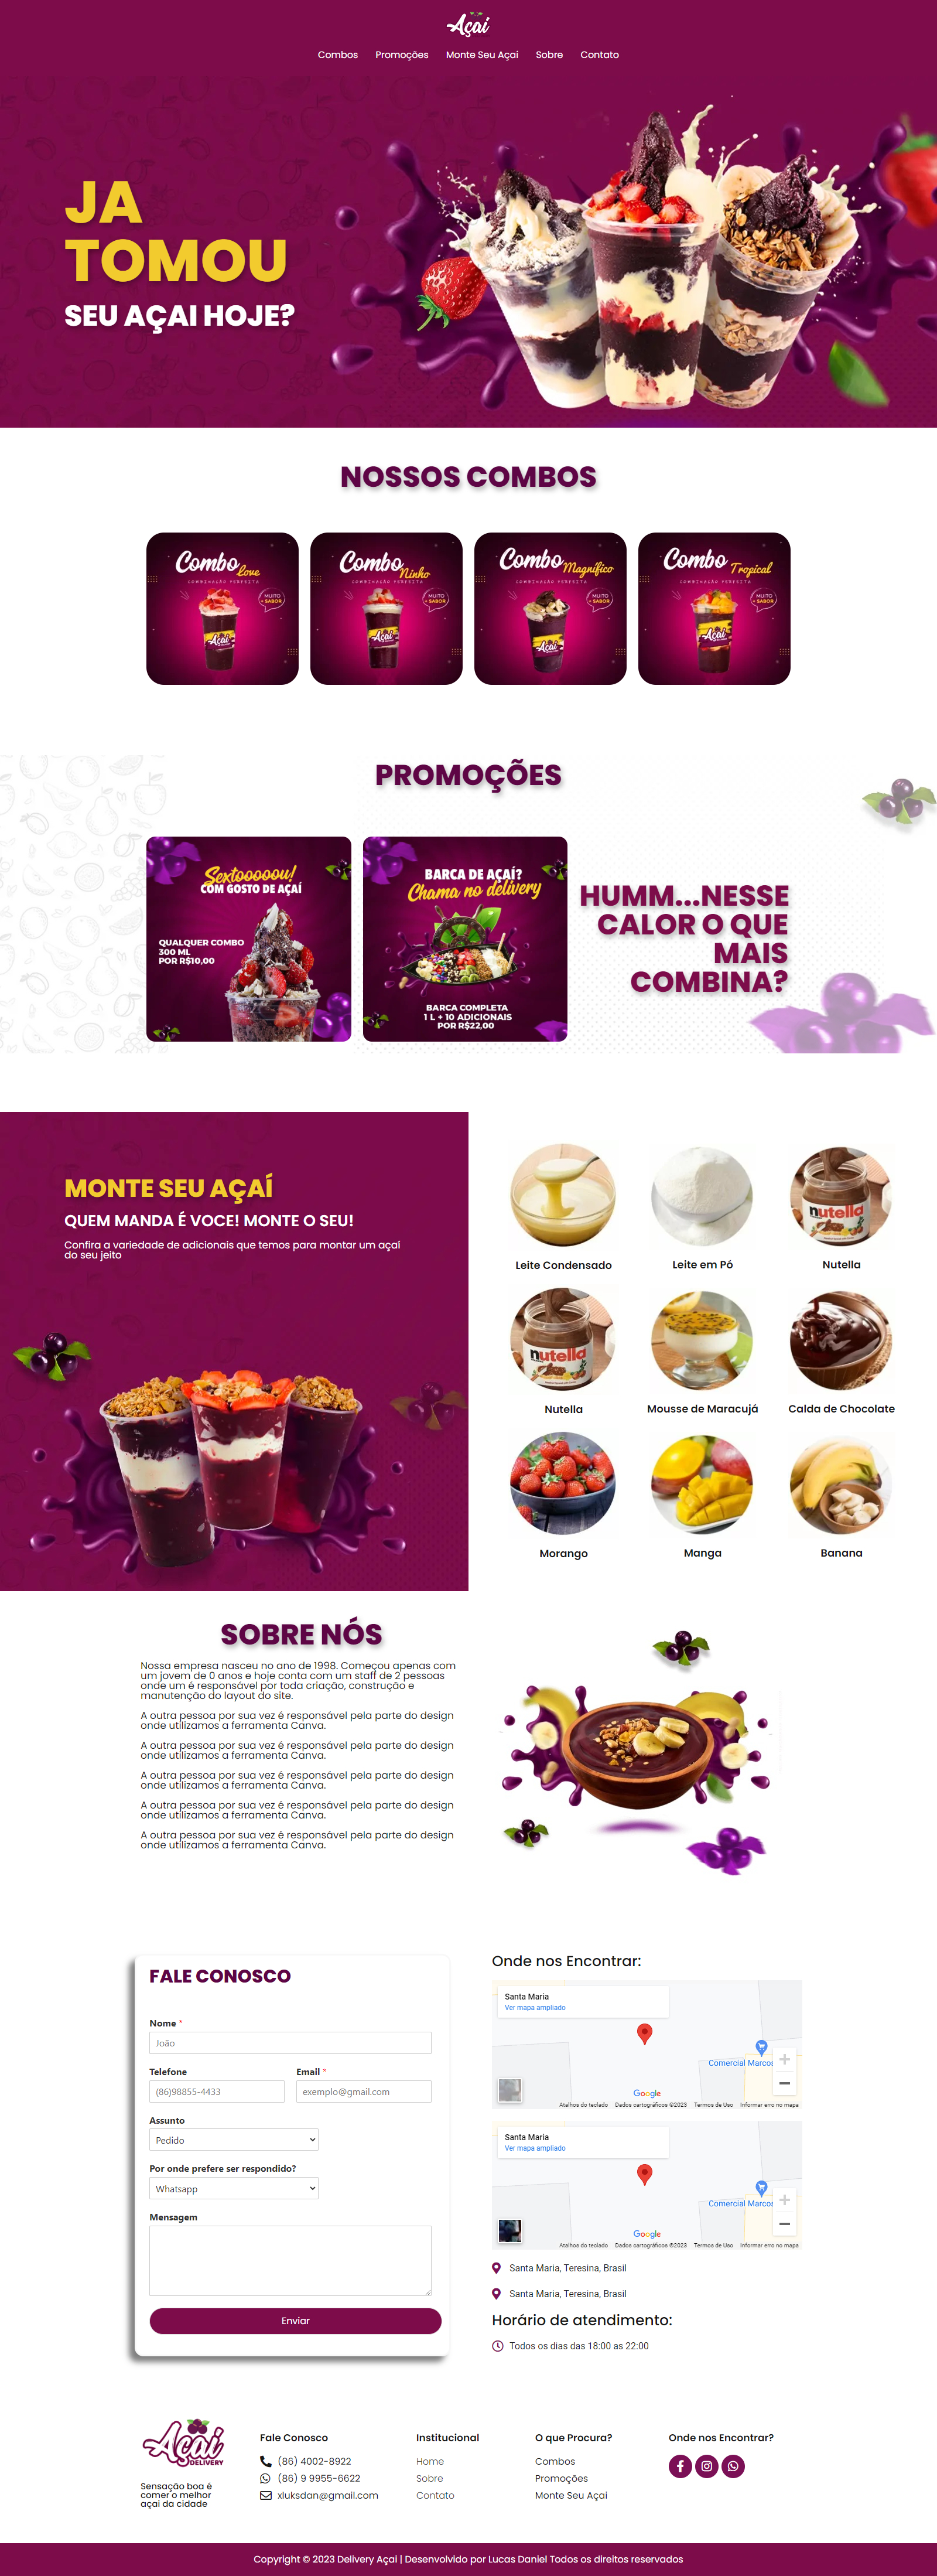 Açaí
Combos Promoções Monte Seu Açaí Sobre Contato
JA
TOMOU
SEU AÇAI HOJE?
NOSSOS COMBOS
Combo Love
COMBINAÇÃO PERFEITA
MUITO
+ SABOR
Açaí
Combo Ninho
COMBINAÇÃO PERFEITA
MUITO
+ SABOR
Açaí
Combo Magnífico
COMBINAÇÃO PERFEITA
MUITO
+ SABOR
Açaí
Combo Tropical
COMBINAÇÃO PERFEITA
MUITO
+ SABOR
Açaí
PROMOÇÕES
Sextooooou!
COM GOSTO DE AÇAÍ
QUALQUER COMBO
300 ML
POR R$10,00
BARCA DE AÇAÍ?
Chama no delivery
BARCA COMPLETA
1 L + 10 ADICIONAIS
POR R$22,00
HUMM...NESSE
CALOR O QUE
MAIS
COMBINA?
MONTE SEU AÇAÍ
QUEM MANDA É VOCE! MONTE O SEU!
Confira a variedade de adicionais que temos para montar um açaí
do seu jeito
nutella
Leite Condensado Leite em Pó Nutella
nutella
Nutella Mousse de Maracujá Calda de Chocolate
Morango Manga Banana
SOBRE NÓS
Nossa empresa nasceu no ano de 1998. Começou apenas com
um jovem de 0 anos e hoje conta com um staff de 2 pessoas
onde um é responsável por toda criação, construção e
manutenção do layout do site.
A outra pessoa por sua vez é responsável pela parte do design
onde utilizamos a ferramenta Canva.
A outra pessoa por sua vez é responsável pela parte do design
onde utilizamos a ferramenta Canva.
A outra pessoa por sua vez é responsável pela parte do design
onde utilizamos a ferramenta Canva.
A outra pessoa por sua vez é responsável pela parte do design
onde utilizamos a ferramenta Canva.
A outra pessoa por sua vez é responsável pela parte do design
onde utilizamos a ferramenta Canva.
FALE CONOSCO
Nome *
João
Telefone Email *
(86)98855-4433 exemplo@gmail.com
Assunto
Pedido
Por onde prefere ser respondido?
Whatsapp
Mensagem
Enviar
Onde nos Encontrar:
Santa Maria
Ver mapa ampliado
Comercial Marcos
Google
Atalhos do teclado Dados cartográficos ©2023 Termos de Uso Informar erro no mapa
Santa Maria
Ver mapa ampliado
Comercial Marcos
Google
Atalhos do teclado Dados cartográficos ©2023 Termos de Uso Informar erro no mapa
Santa Maria, Teresina, Brasil
Santa Maria, Teresina, Brasil
Horário de atendimento:
Todos os dias das 18:00 as 22:00
Açaí
DELIVERY
Sensação boa é
comer o melhor
açai da cidade
Fale Conosco
(86) 4002-8922
(86) 9 9955-6622
xluksdan@gmail.com
Institucional
Home
Sobre
Contato
O que Procura?
Combos
Promoções
Monte Seu Açai
Onde nos Encontrar?
Copyright © 2023 Delivery Açai | Desenvolvido por Lucas Daniel Todos os direitos reservados